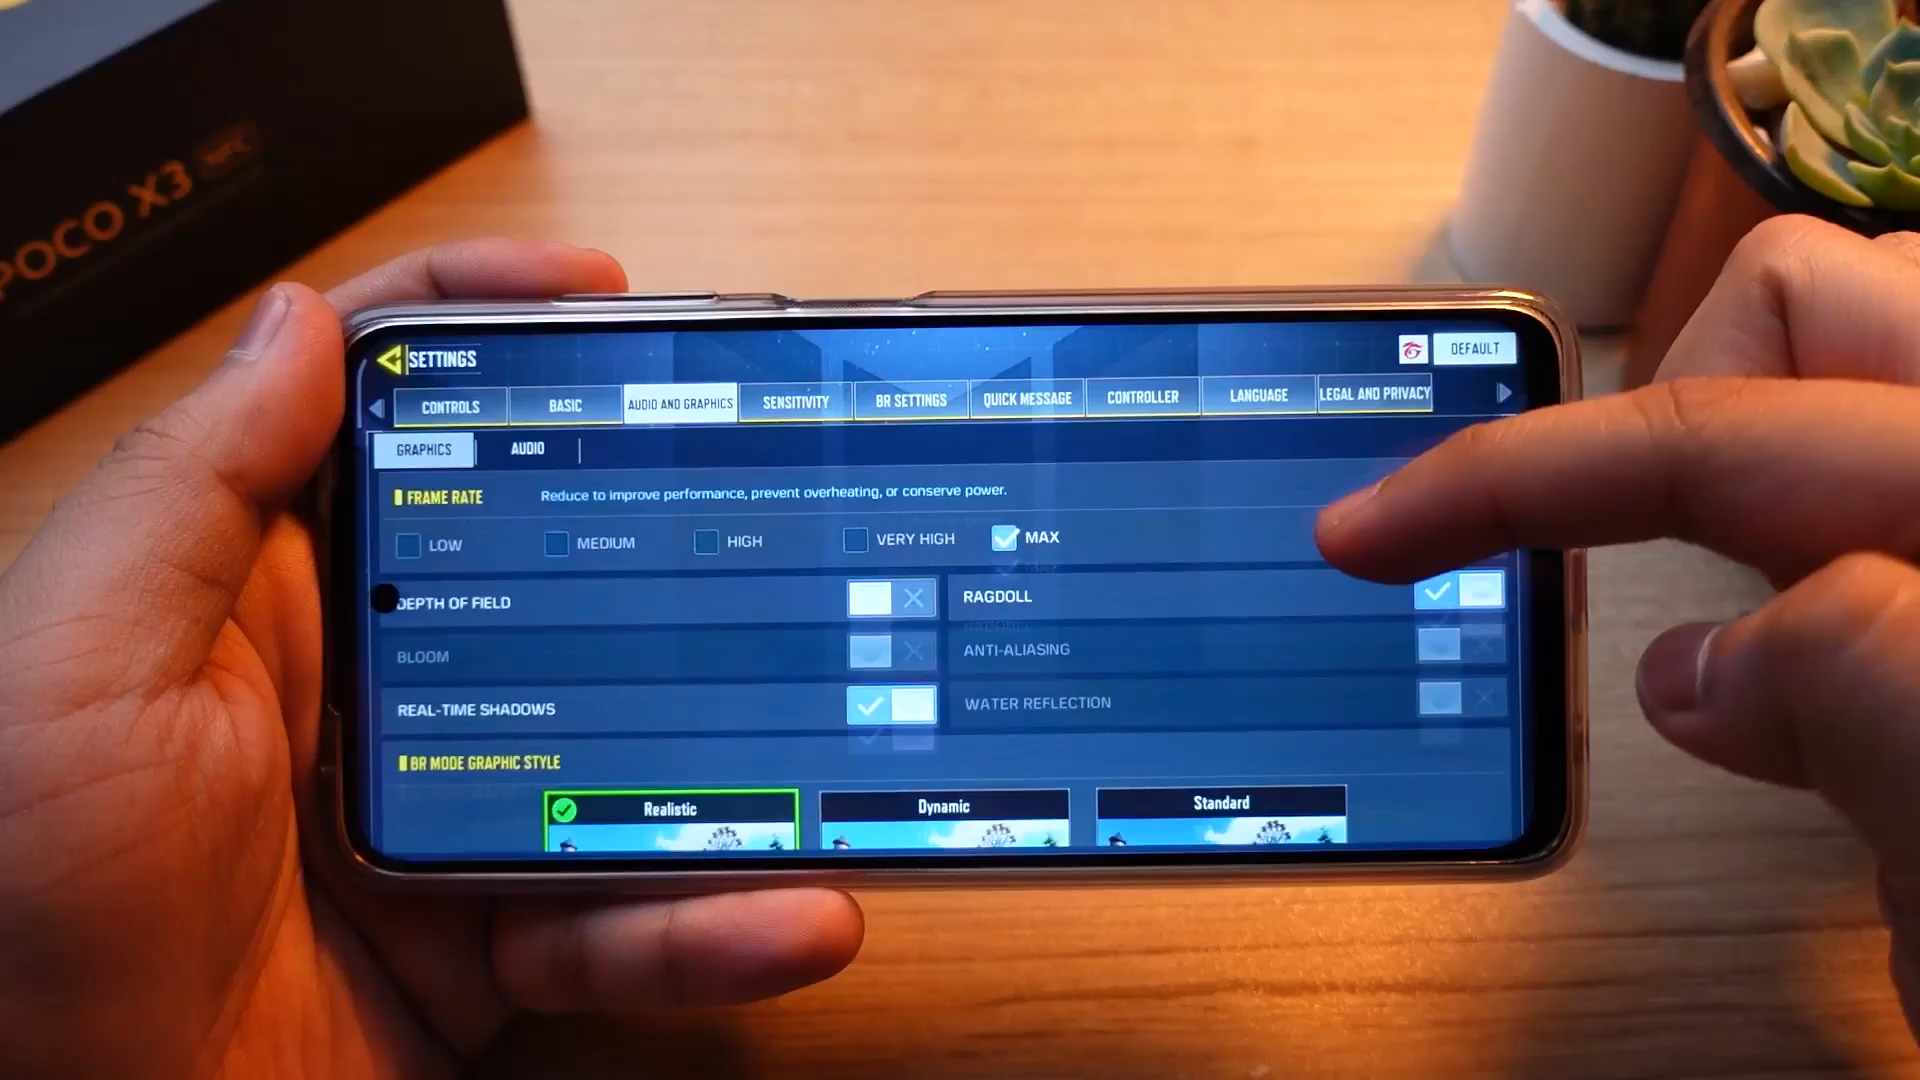 POCO X3 NFC
SETTINGS
DEFAULT
CONTROLS
BASIC
AUDIO AND GRAPHICS
SENSITIVITY
BR SETTINGS
QUICK MESSAGE
CONTROLLER
LANGUAGE
LEGAL AND PRIVACY
GRAPHICS
AUDIO
FRAME RATE
Reduce to improve performance, prevent overheating, or conserve power.
LOW
MEDIUM
HIGH
VERY HIGH
MAX
DEPTH OF FIELD
RAGDOLL
BLOOM
ANTI-ALIASING
REAL-TIME SHADOWS
WATER REFLECTION
BR MODE GRAPHIC STYLE
Realistic
Dynamic
Standard